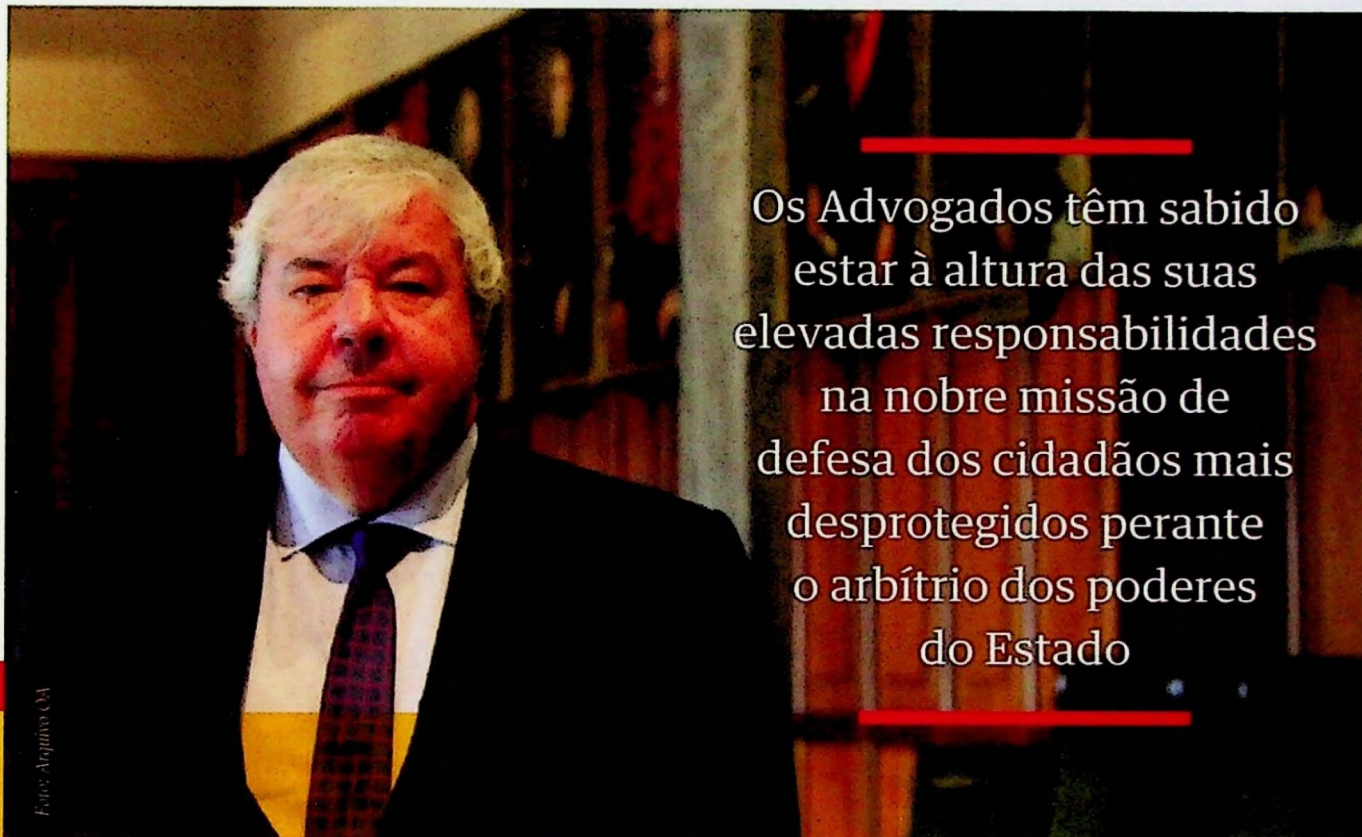 Os Advogados têm sabido
estar à altura das suas
elevadas responsabilidades
na nobre missão de
defesa dos cidadãos mais
desprotegidos perante
o arbítrio dos poderes
do Estado
Foto: Arquivo OA